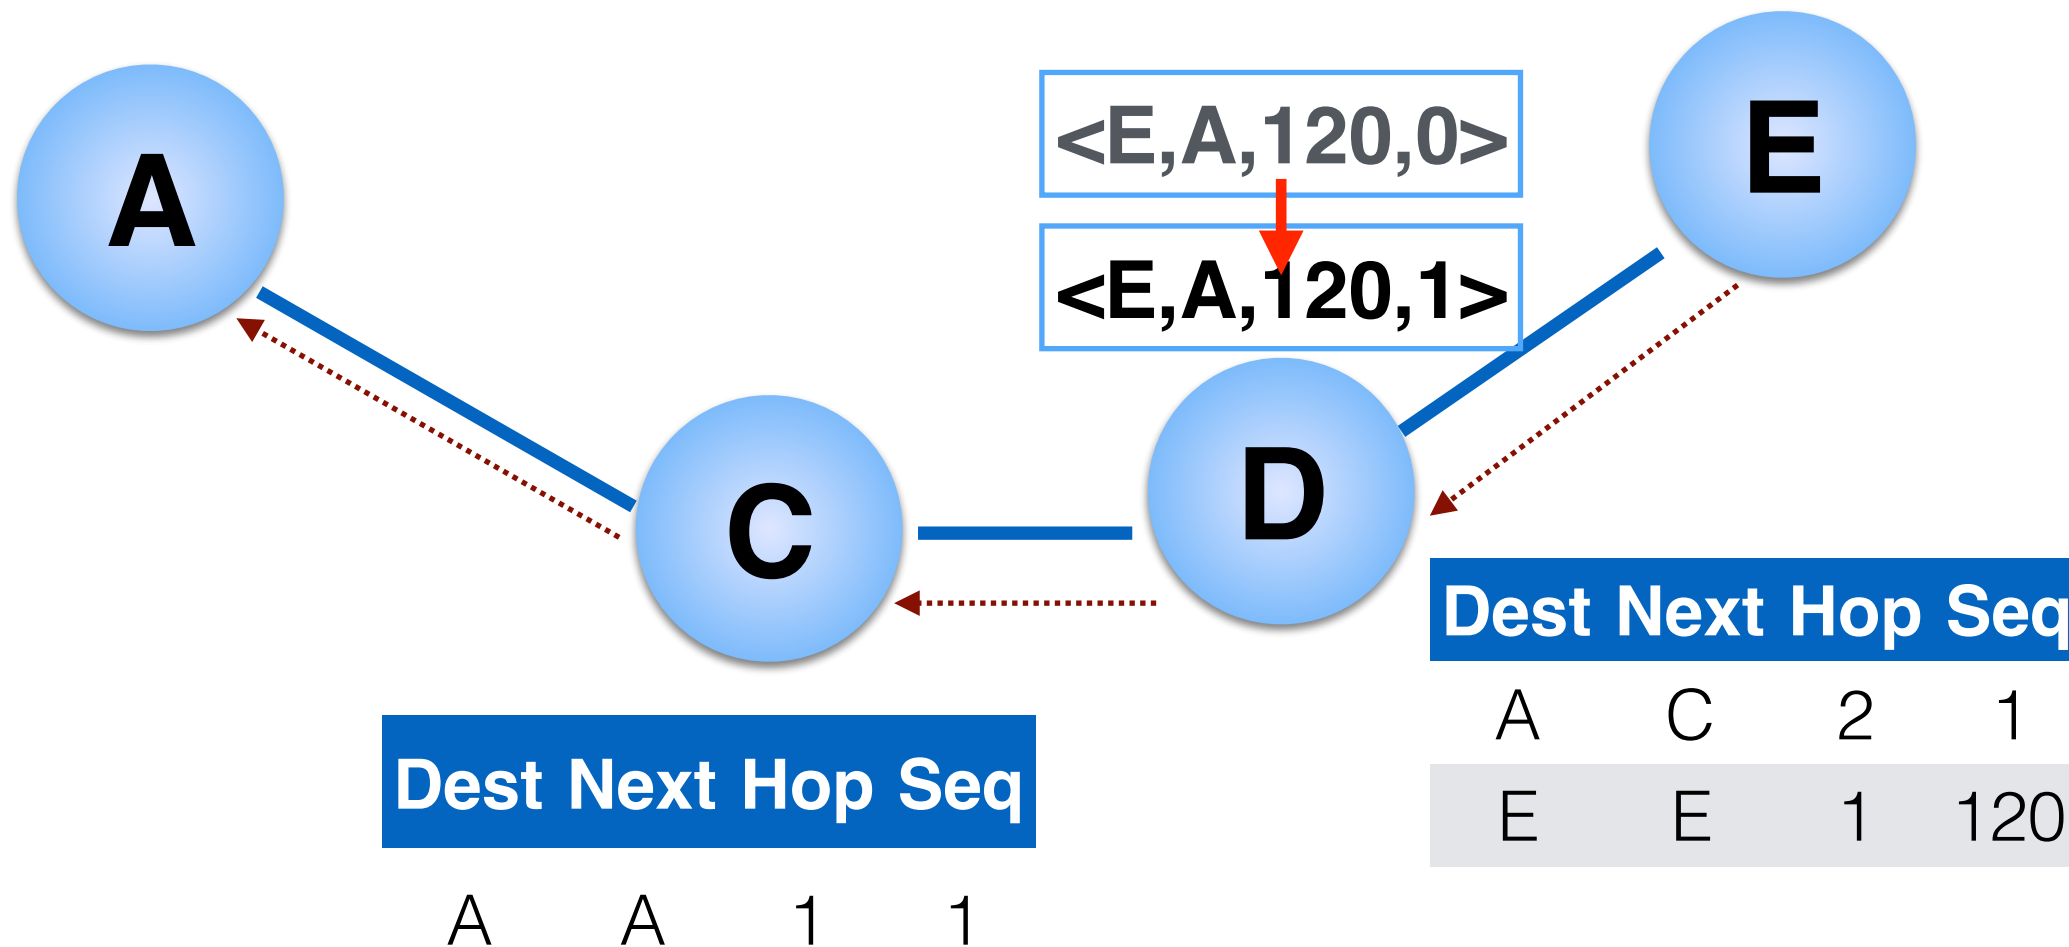 A
<E,A,120,0>
E
<E,A,120,1>
C
D
Dest Next Hop Seq
A C 2 1
E E 1 120
Dest Next Hop Seq
A A 1 1